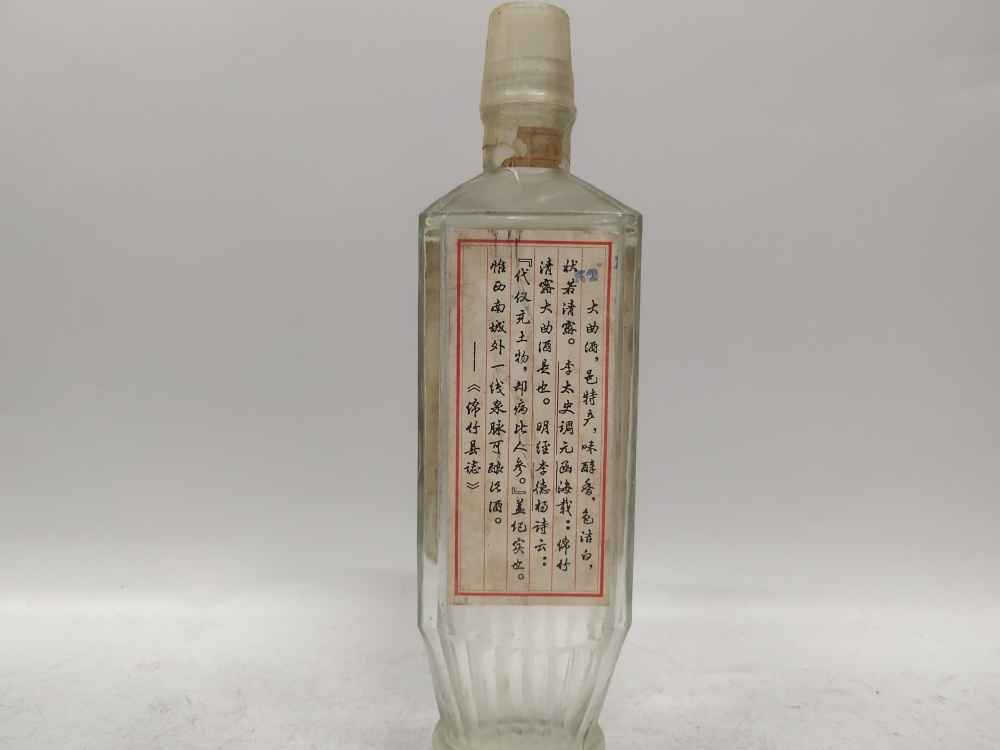 大曲酒，邑特产，味醇香，色洁白，
状若清露。李太史调元函海载：绵竹
清露大曲酒是也。明经李德扬诗云：
『代仪充土物，却病比人参。』盖纪实也。
惟西南城外一线泉脉可酿此酒。
——《绵竹县志》
52